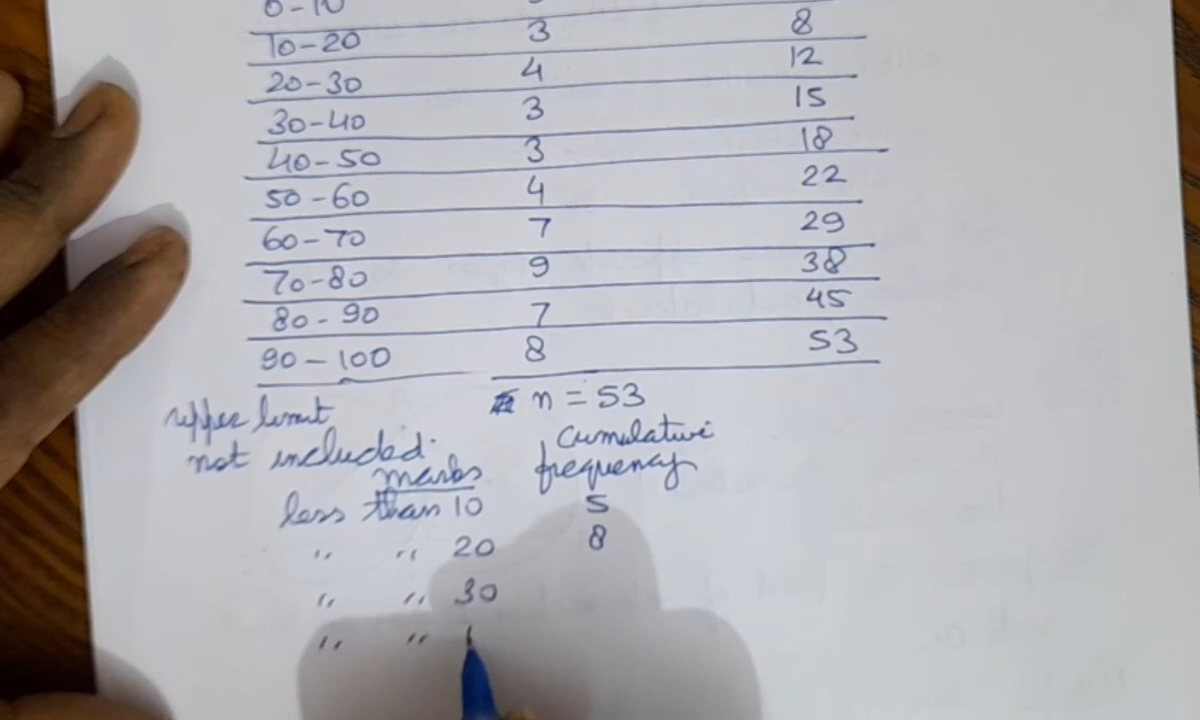 0-10
10-20 3 8
20-30 4 12
30-40 3 15
40-50 3 18
50-60 4 22
60-70 7 29
70-80 9 38
80-90 7 45
90-100 8 53
n = 53
upper limit
not included.
marks cumulative frequency
less than 10 5
" " 20 8
" " 30
" "